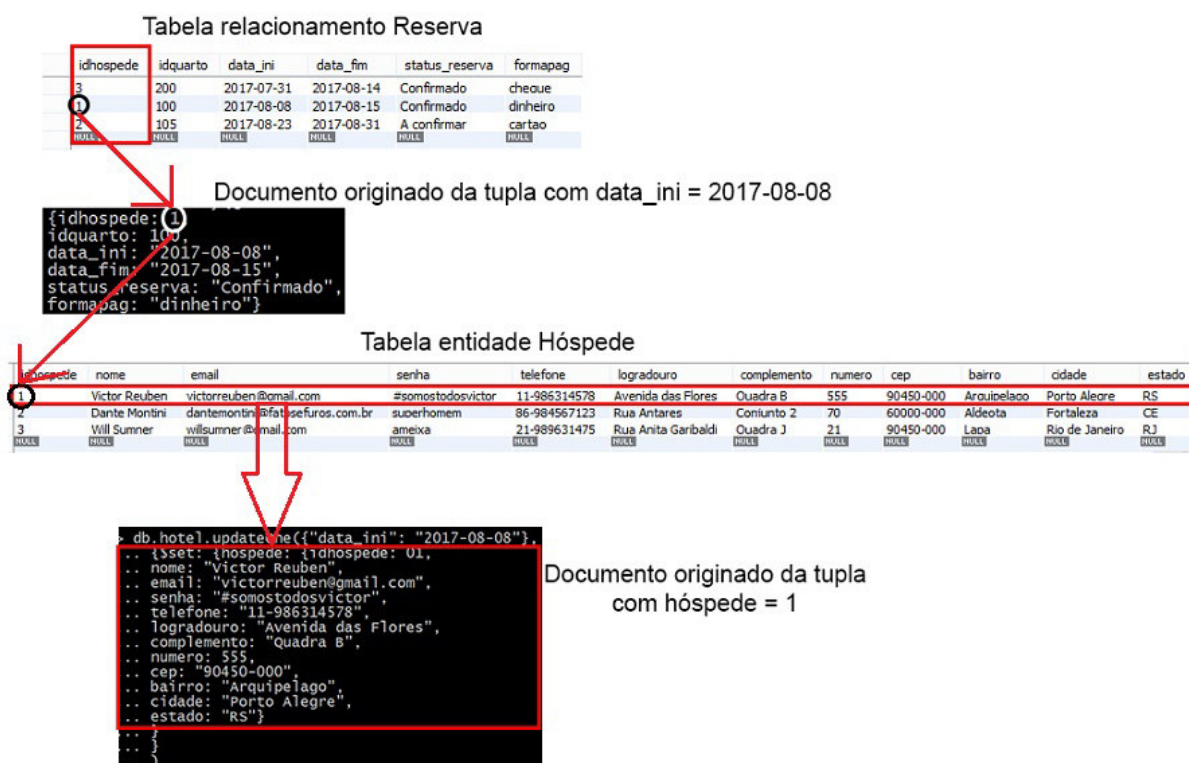 Tabela relacionamento Reserva
idhospede idquarto data_ini data_fim status_reserva formapag
3 200 2017-07-31 2017-08-14 Confirmado cheque
1 100 2017-08-08 2017-08-15 Confirmado dinheiro
2 105 2017-08-23 2017-08-31 A confirmar cartao
NULL NULL NULL NULL NULL NULL
Documento originado da tupla com data_ini = 2017-08-08
{idhospede: 1,
idquarto: 100,
data_ini: "2017-08-08",
data_fim: "2017-08-15",
status_reserva: "Confirmado",
formapag: "dinheiro"}
Tabela entidade Hóspede
idhospede nome email senha telefone logradouro complemento numero cep bairro cidade estado
1 Victor Reuben victorreuben@gmail.com #somostodosvictor 11-986314578 Avenida das Flores Quadra B 555 90450-000 Arquipelago Porto Alegre RS
2 Dante Montini dantemontini@fatosefuros.com.br superhomem 86-984567123 Rua Antares Conjunto 2 70 60000-000 Aldeota Fortaleza CE
3 Will Sumner willsumner@gmail.com ameixa 21-989631475 Rua Anita Garibaldi Quadra J 21 90450-000 Lapa Rio de Janeiro RJ
NULL NULL NULL NULL NULL NULL NULL NULL NULL NULL NULL NULL
> db.hotel.updateOne({"data_ini": "2017-08-08"},
... {$set: {hospede: {idhospede: 01,
... nome: "Victor Reuben",
... email: "victorreuben@gmail.com",
... senha: "#somostodosvictor",
... telefone: "11-986314578",
... logradouro: "Avenida das Flores",
... complemento: "Quadra B",
... numero: 555,
... cep: "90450-000",
... bairro: "Arquipelago",
... cidade: "Porto Alegre",
... estado: "RS"}
... }
... }
Documento originado da tupla
com hóspede = 1